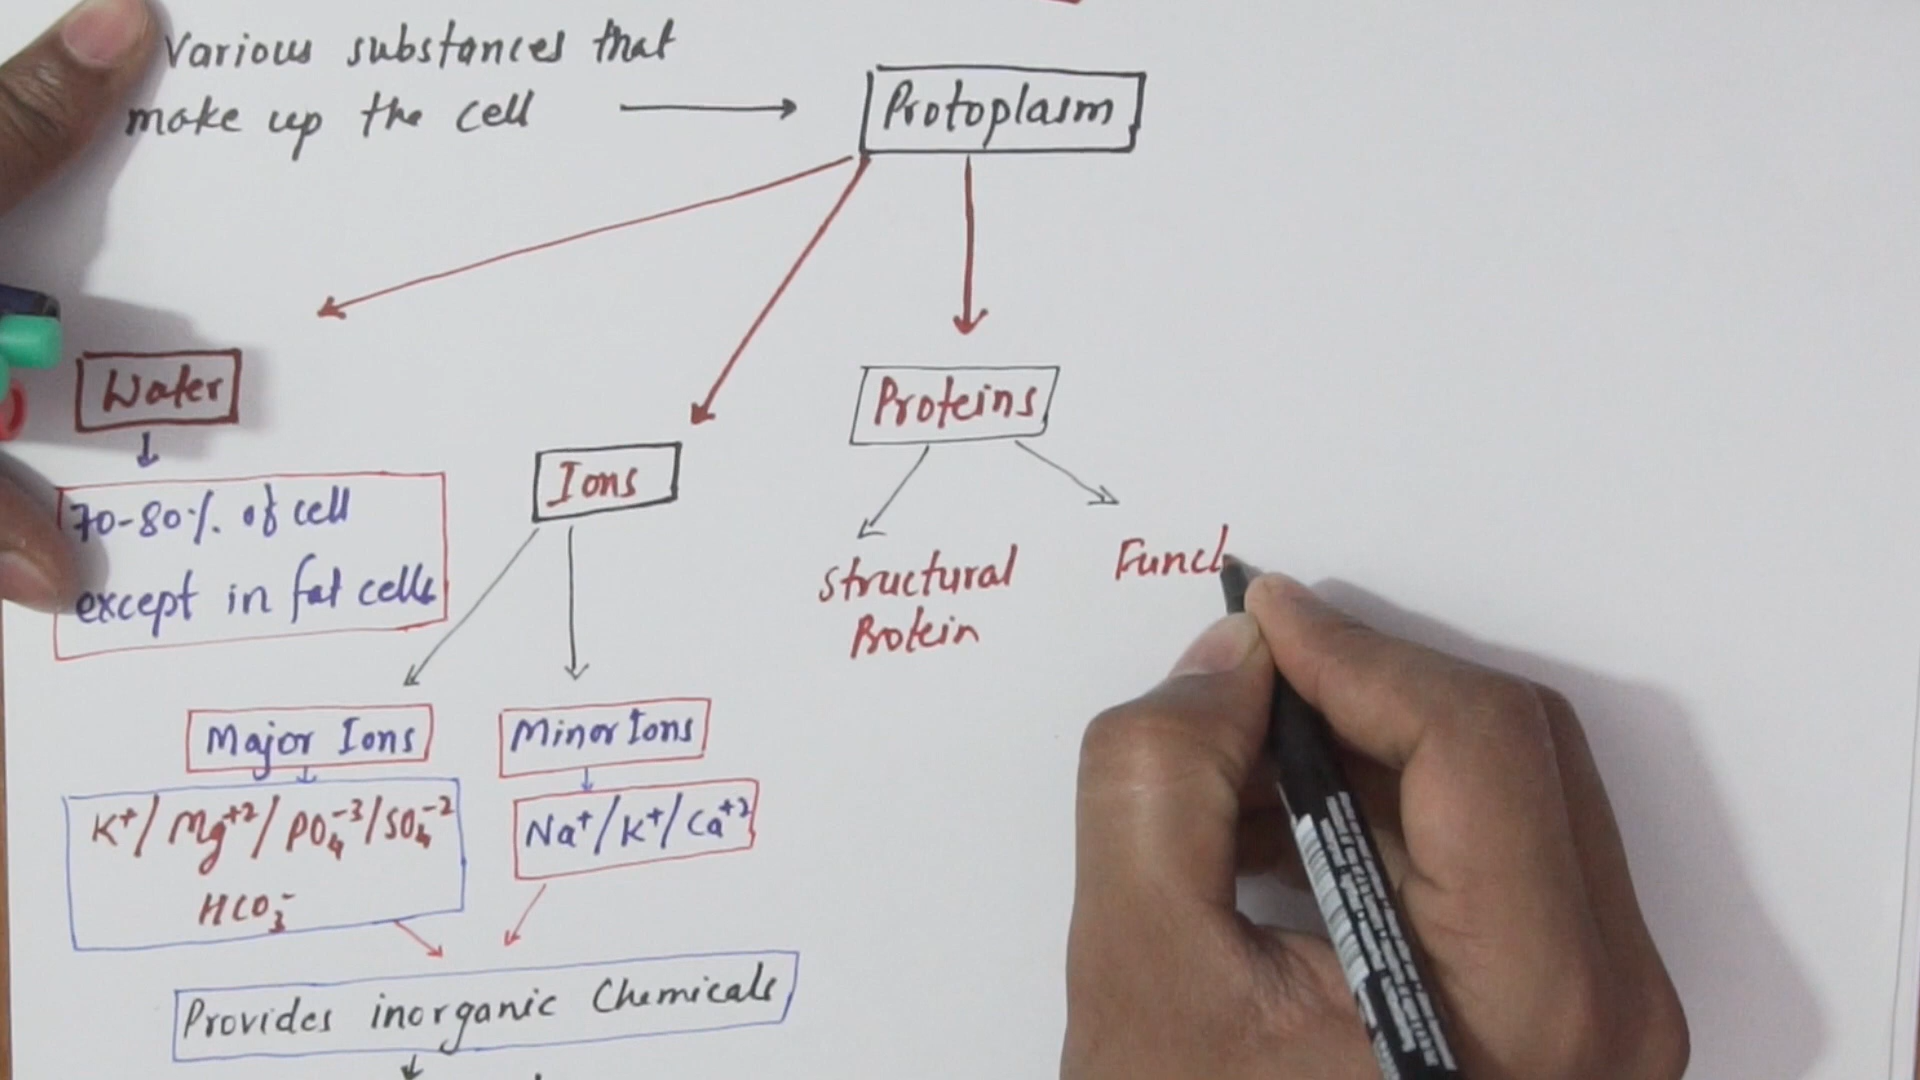 Various substances that
make up the cell
Protoplasm
Water
70-80% of cell
except in fat cells
Ions
Major Ions
K⁺/Mg⁺²/PO₄⁻³/SO₄⁻²
HCO₃⁻
Minor Ions
Na⁺/K⁺/Ca⁺²
Provides inorganic Chemicals
Proteins
Structural
Protein
Funct